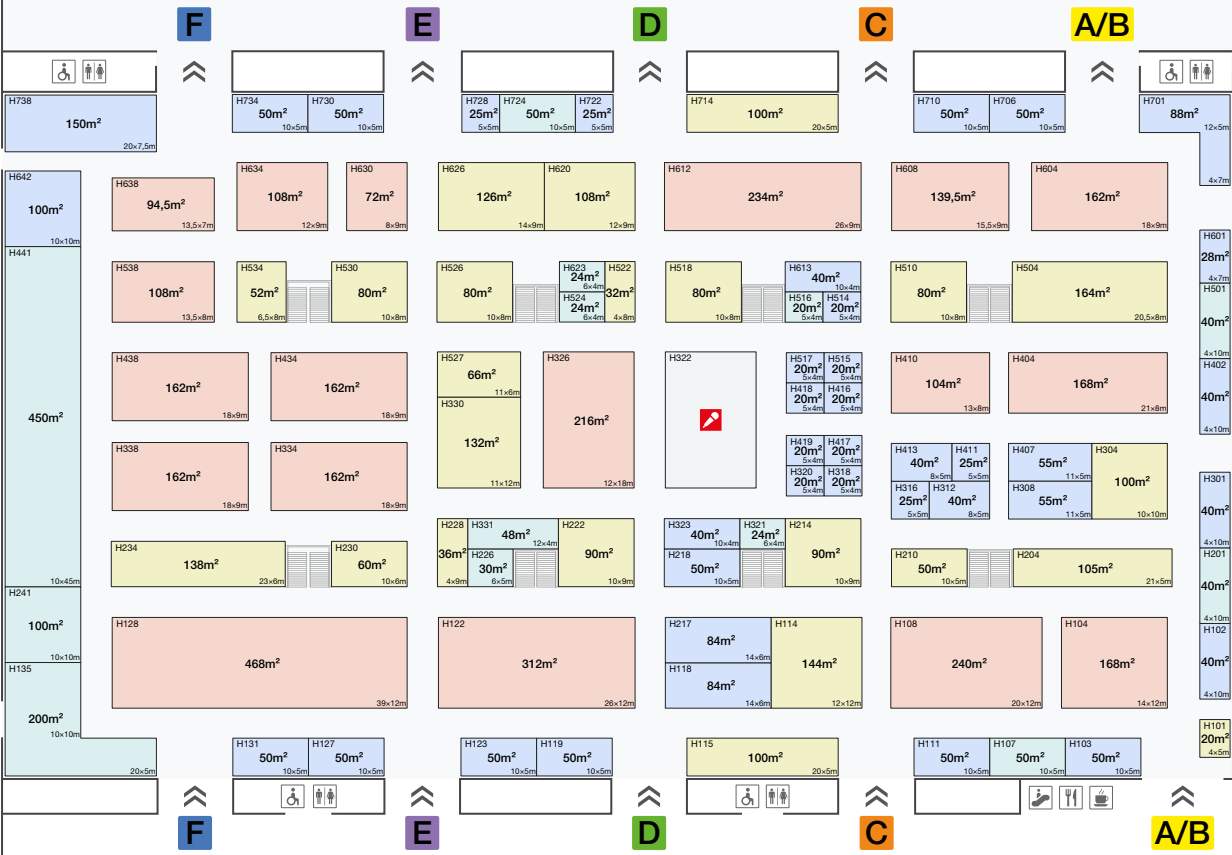 F
E
D
C
A/B
H738
150m²
20×7,5m
H734
50m²
10×5m
H730
50m²
10×5m
H728
25m²
5×5m
H724
50m²
10×5m
H722
25m²
5×5m
H714
100m²
20×5m
H710
50m²
10×5m
H706
50m²
10×5m
H701
88m²
12×5m
4×7m
H642
100m²
10×10m
H638
94,5m²
13,5×7m
H634
108m²
12×9m
H630
72m²
8×9m
H626
126m²
14×9m
H620
108m²
12×9m
H612
234m²
26×9m
H608
139,5m²
15,5×9m
H604
162m²
18×9m
H601
28m²
4×7m
H441
450m²
10×45m
H538
108m²
13,5×8m
H534
52m²
6,5×8m
H530
80m²
10×8m
H526
80m²
10×8m
H623
24m²
6×4m
H524
24m²
6×4m
H522
32m²
4×8m
H518
80m²
10×8m
H613
40m²
10×4m
H516
20m²
5×4m
H514
20m²
5×4m
H510
80m²
10×8m
H504
164m²
20,5×8m
H501
40m²
4×10m
H438
162m²
18×9m
H434
162m²
18×9m
H527
66m²
11×6m
H330
132m²
11×12m
H326
216m²
12×18m
H322
H517
20m²
5×4m
H515
20m²
5×4m
H418
20m²
5×4m
H416
20m²
5×4m
H410
104m²
13×8m
H404
168m²
21×8m
H402
40m²
4×10m
H338
162m²
18×9m
H334
162m²
18×9m
H419
20m²
5×4m
H417
20m²
5×4m
H320
20m²
5×4m
H318
20m²
5×4m
H413
40m²
8×5m
H411
25m²
5×5m
H316
25m²
5×5m
H312
40m²
8×5m
H407
55m²
11×5m
H308
55m²
11×5m
H304
100m²
10×10m
H301
40m²
4×10m
H234
138m²
23×6m
H230
60m²
10×6m
H228
36m²
4×9m
H331
48m²
12×4m
H226
30m²
6×5m
H222
90m²
10×9m
H323
40m²
10×4m
H321
24m²
6×4m
H218
50m²
10×5m
H214
90m²
10×9m
H210
50m²
10×5m
H204
105m²
21×5m
H201
40m²
4×10m
H241
100m²
10×10m
H128
468m²
39×12m
H122
312m²
26×12m
H217
84m²
14×6m
H118
84m²
14×6m
H114
144m²
12×12m
H108
240m²
20×12m
H104
168m²
14×12m
H102
40m²
4×10m
H135
200m²
10×10m
20×5m
H131
50m²
10×5m
H127
50m²
10×5m
H123
50m²
10×5m
H119
50m²
10×5m
H115
100m²
20×5m
H111
50m²
10×5m
H107
50m²
10×5m
H103
50m²
10×5m
H101
20m²
4×5m
F
E
D
C
A/B